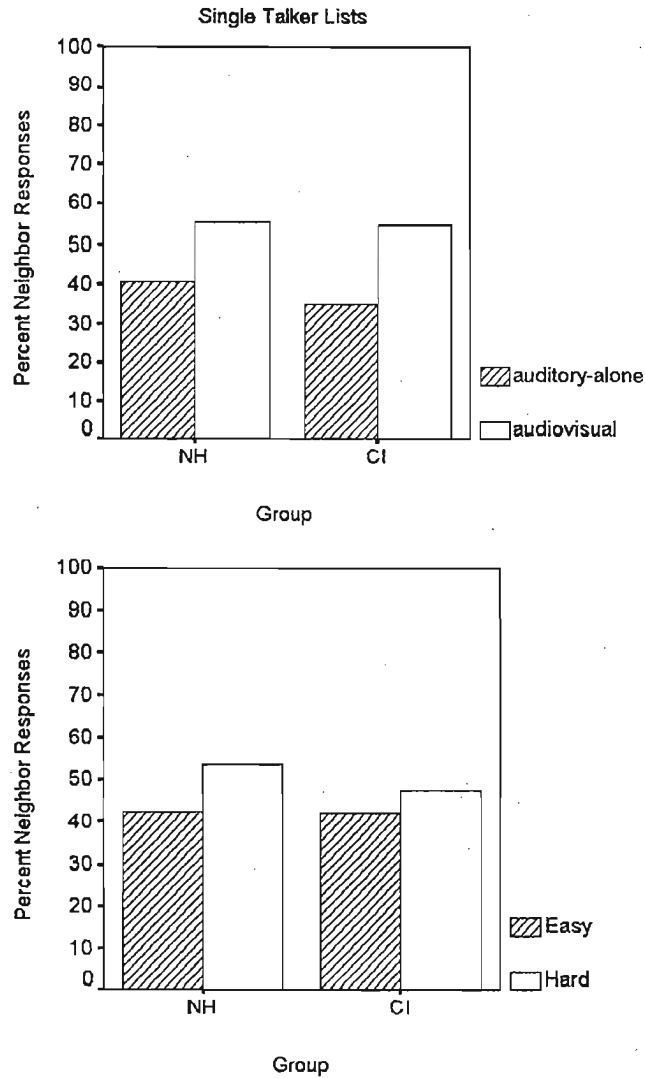 Single Talker Lists
Percent Neighbor Responses
100
90
80
70
60
50
40
30
20
10
0
NH CI
Group
auditory-alone
audiovisual
Percent Neighbor Responses
100
90
80
70
60
50
40
30
20
10
0
NH CI
Group
Easy
Hard